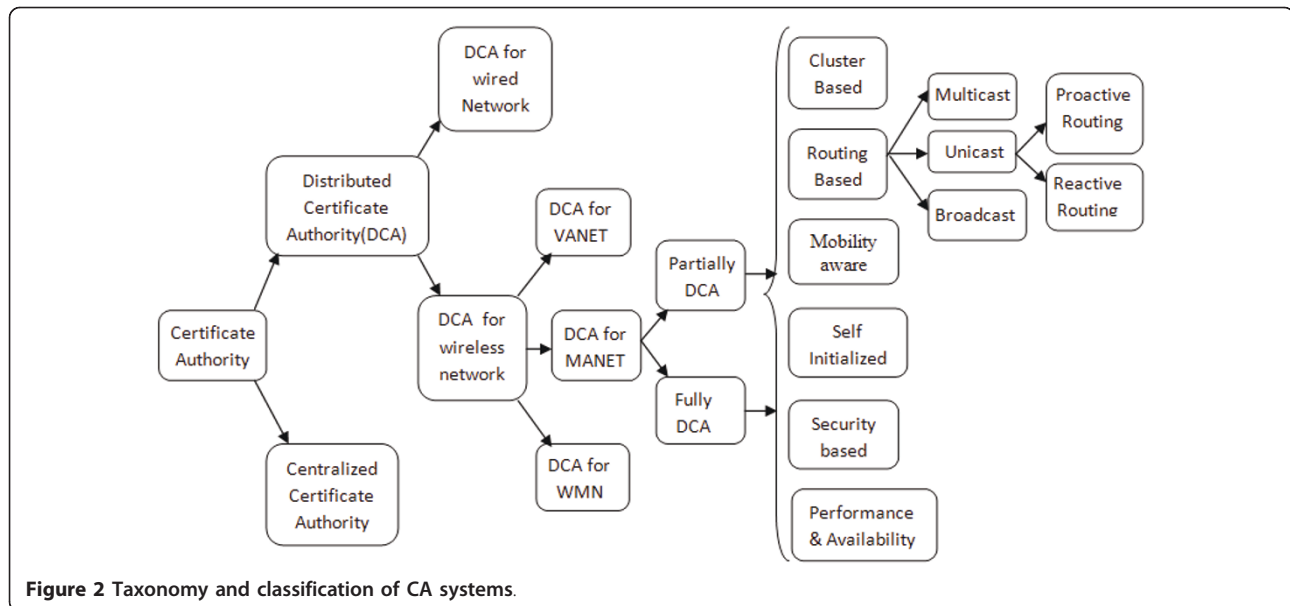 DCA for
wired
Network
Distributed
Certificate
Authority(DCA)
Certificate
Authority
Centralized
Certificate
Authority
DCA for
VANET
DCA for
wireless
network
DCA for
MANET
DCA for
WMN
Partially
DCA
Fully
DCA
Cluster
Based
Routing
Based
Mobility
aware
Self
Initialized
Security
based
Performance
& Availability
Multicast
Unicast
Broadcast
Proactive
Routing
Reactive
Routing
Figure 2 Taxonomy and classification of CA systems.